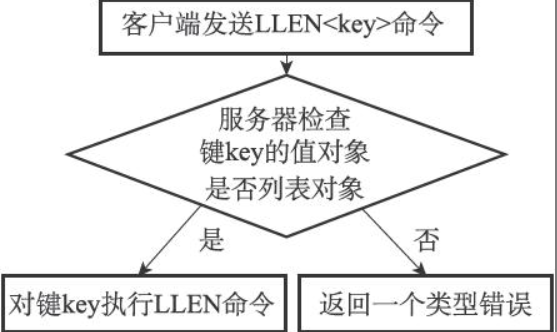 客户端发送LLEN<key>命令
服务器检查
键key的值对象
是否列表对象
是
否
对键key执行LLEN命令
返回一个类型错误